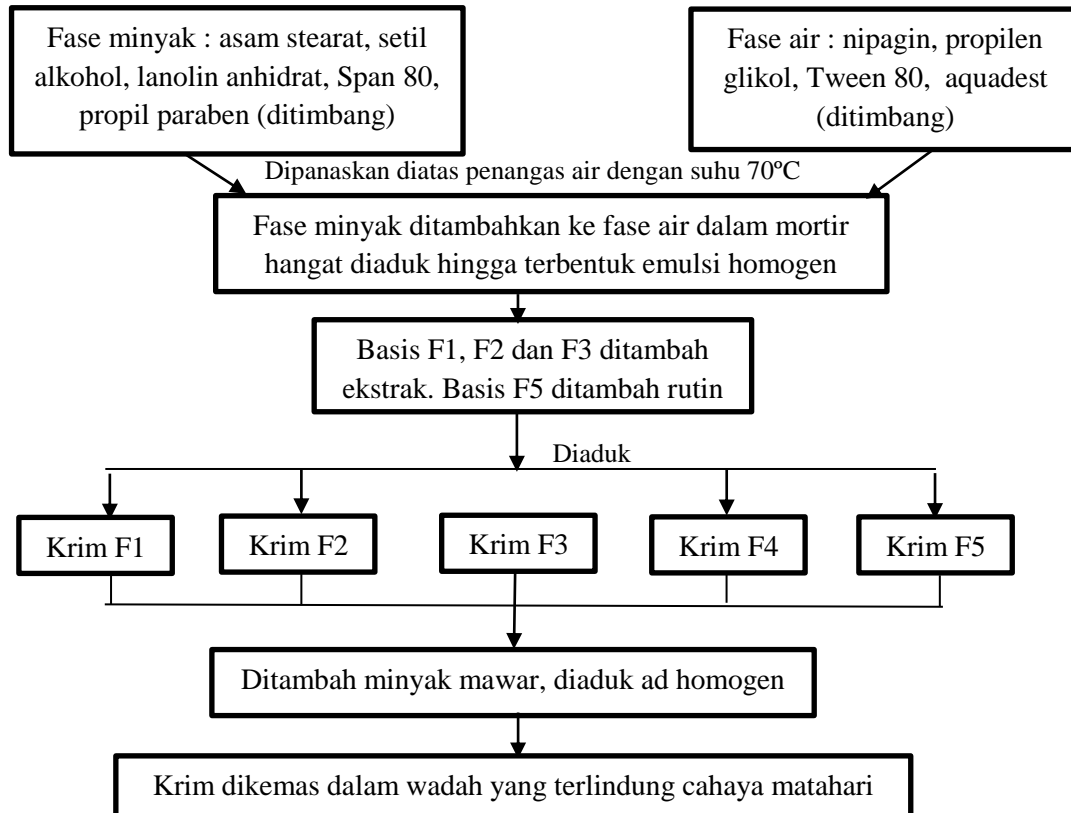 Fase minyak : asam stearat, setil
alkohol, lanolin anhidrat, Span 80,
propil paraben (ditimbang)
Fase air : nipagin, propilen
glikol, Tween 80, aquadest
(ditimbang)
Dipanaskan diatas penangas air dengan suhu 70ºC
Fase minyak ditambahkan ke fase air dalam mortir
hangat diaduk hingga terbentuk emulsi homogen
Basis F1, F2 dan F3 ditambah
ekstrak. Basis F5 ditambah rutin
Diaduk
Krim F1
Krim F2
Krim F3
Krim F4
Krim F5
Ditambah minyak mawar, diaduk ad homogen
Krim dikemas dalam wadah yang terlindung cahaya matahari